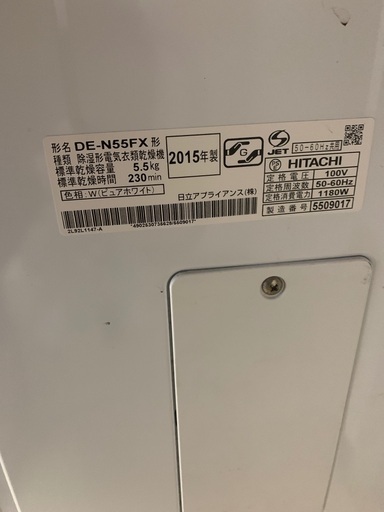 形名 DE-N55FX 形
種類 除湿形電気衣類乾燥機
標準乾燥容量 5.5kg
標準乾燥時間 230min
2015年製
G
S JET
50-60Hz共用
PS E HITACHI
定格電圧 100V
定格周波数 50-60Hz
定格消費電力 1180W
製造番号 5509017
色相:W(ピュアホワイト)
日立アプライアンス(株)
2L92L1147-A